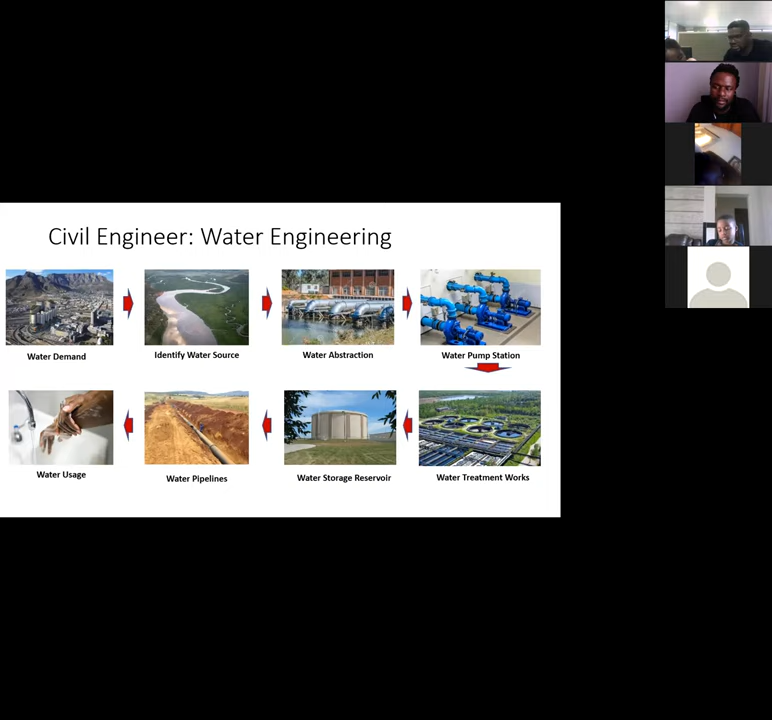 Civil Engineer: Water Engineering
Water Demand
Identify Water Source
Water Abstraction
Water Pump Station
Water Usage
Water Pipelines
Water Storage Reservoir
Water Treatment Works